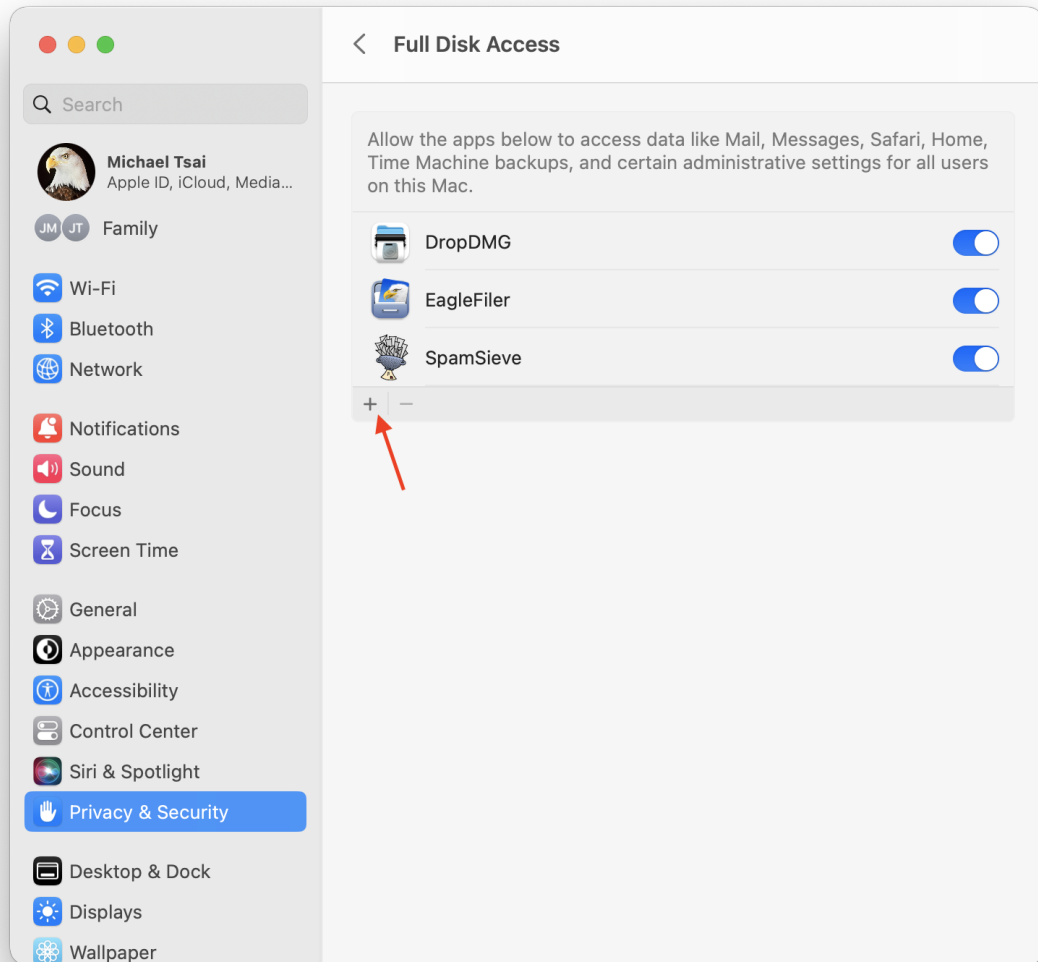 Full Disk Access
Search
Michael Tsai
Apple ID, iCloud, Media...
JM JT Family
Wi-Fi
Bluetooth
Network
Notifications
Sound
Focus
Screen Time
General
Appearance
Accessibility
Control Center
Siri & Spotlight
Privacy & Security
Desktop & Dock
Displays
Wallpaper
Allow the apps below to access data like Mail, Messages, Safari, Home,
Time Machine backups, and certain administrative settings for all users
on this Mac.
DropDMG
EagleFiler
SpamSieve